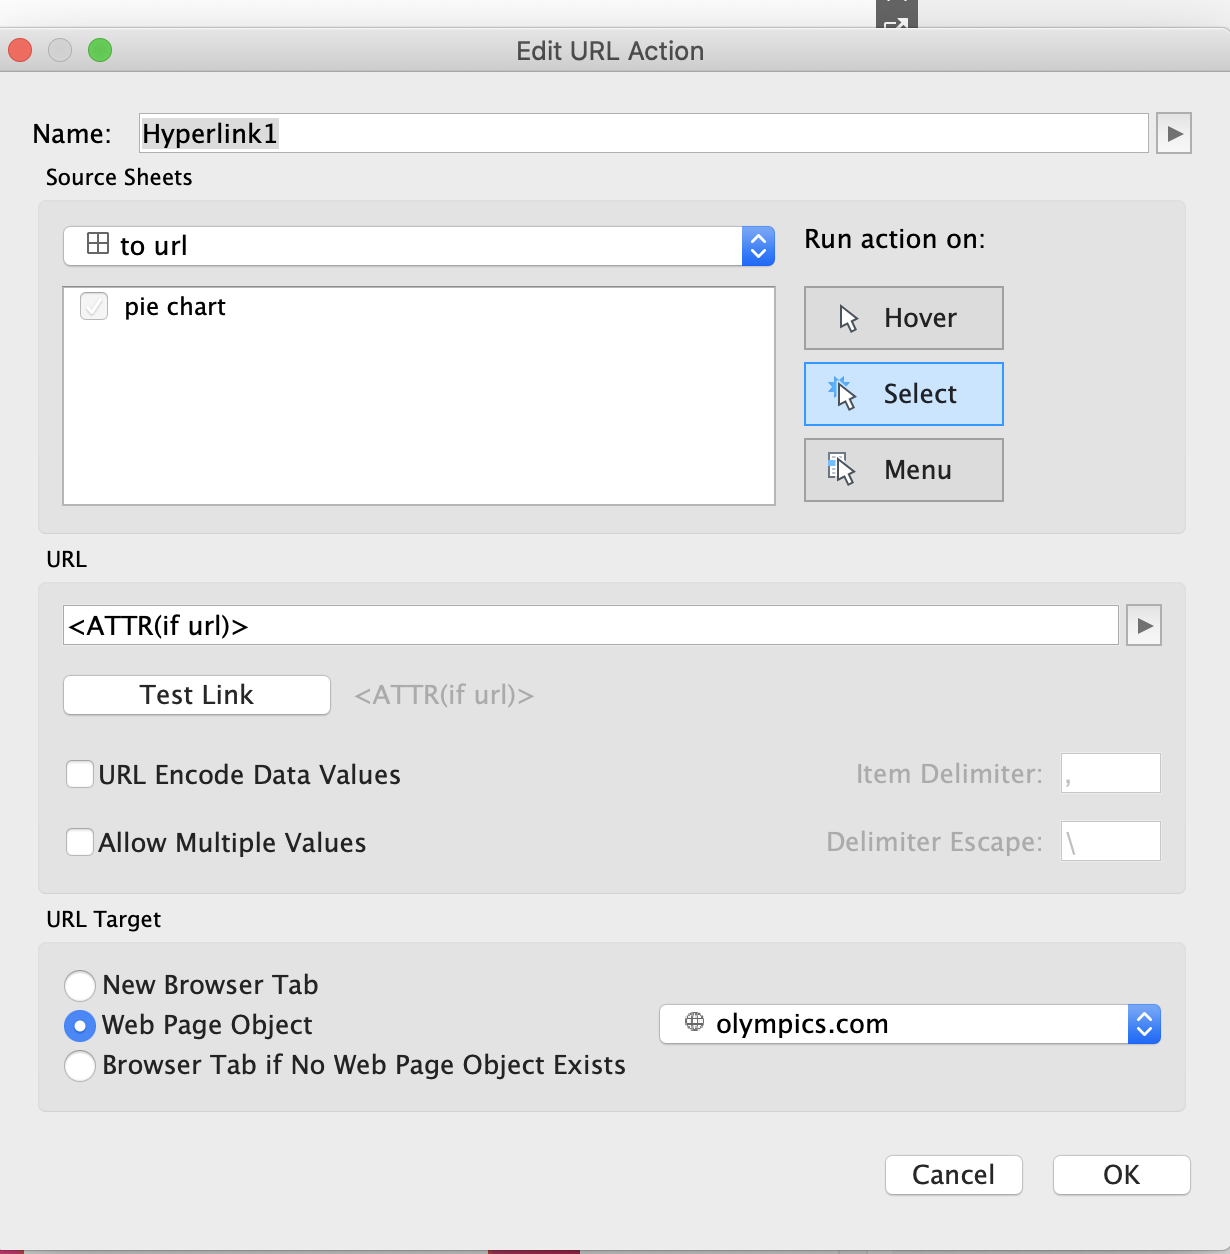 Edit URL Action
Name: Hyperlink1
Source Sheets
to url
Run action on:
pie chart
Hover
Select
Menu
URL
<ATTR(if url)>
Test Link <ATTR(if url)>
URL Encode Data Values Item Delimiter: ,
Allow Multiple Values Delimiter Escape: \
URL Target
New Browser Tab
Web Page Object olympics.com
Browser Tab if No Web Page Object Exists
Cancel OK